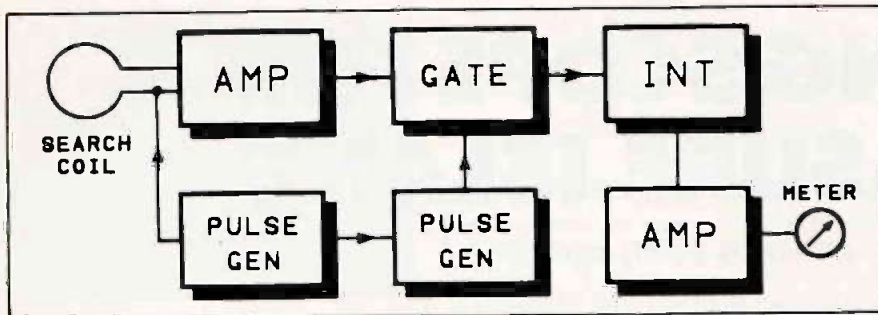 AMP
GATE
INT
SEARCH
COIL
PULSE
GEN
PULSE
GEN
AMP
METER